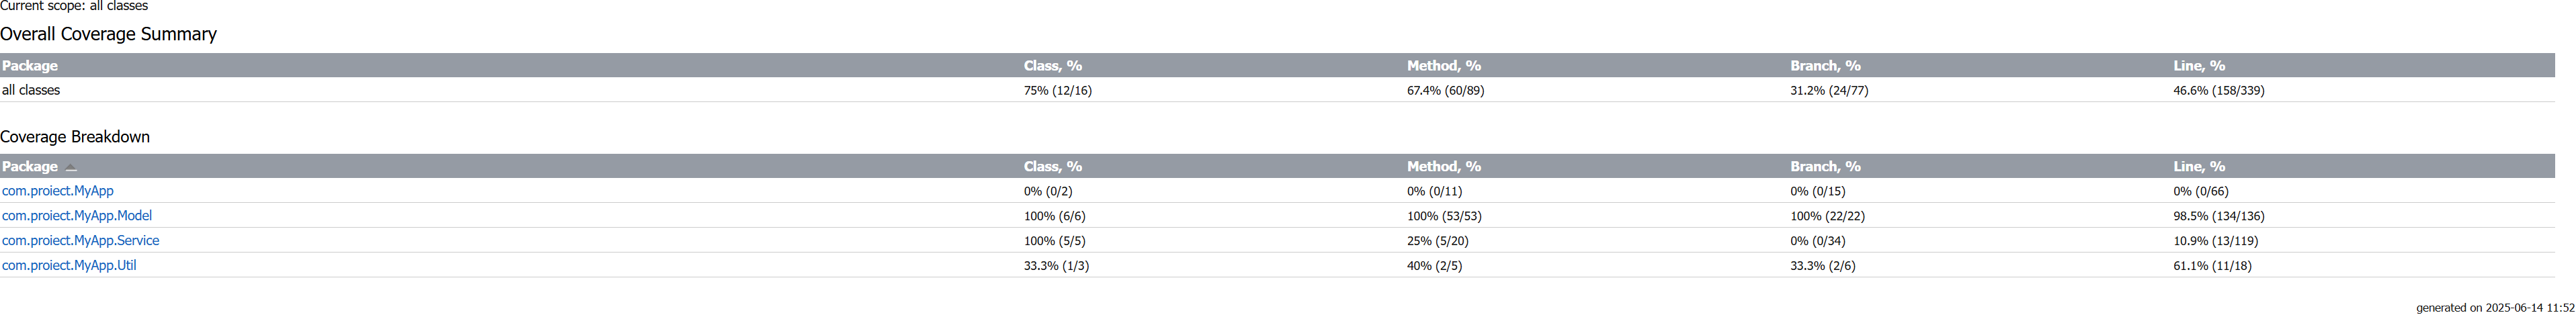 Current scope: all classes
Overall Coverage Summary
Package Class, % Method, % Branch, % Line, %
all classes 75% (12/16) 67.4% (60/89) 31.2% (24/77) 46.6% (158/339)
Coverage Breakdown
Package Class, % Method, % Branch, % Line, %
com.proiect.MyApp 0% (0/2) 0% (0/11) 0% (0/15) 0% (0/66)
com.proiect.MyApp.Model 100% (6/6) 100% (53/53) 100% (22/22) 98.5% (134/136)
com.proiect.MyApp.Service 100% (5/5) 25% (5/20) 0% (0/34) 10.9% (13/119)
com.proiect.MyApp.Util 33.3% (1/3) 40% (2/5) 33.3% (2/6) 61.1% (11/18)
generated on 2025-06-14 11:52